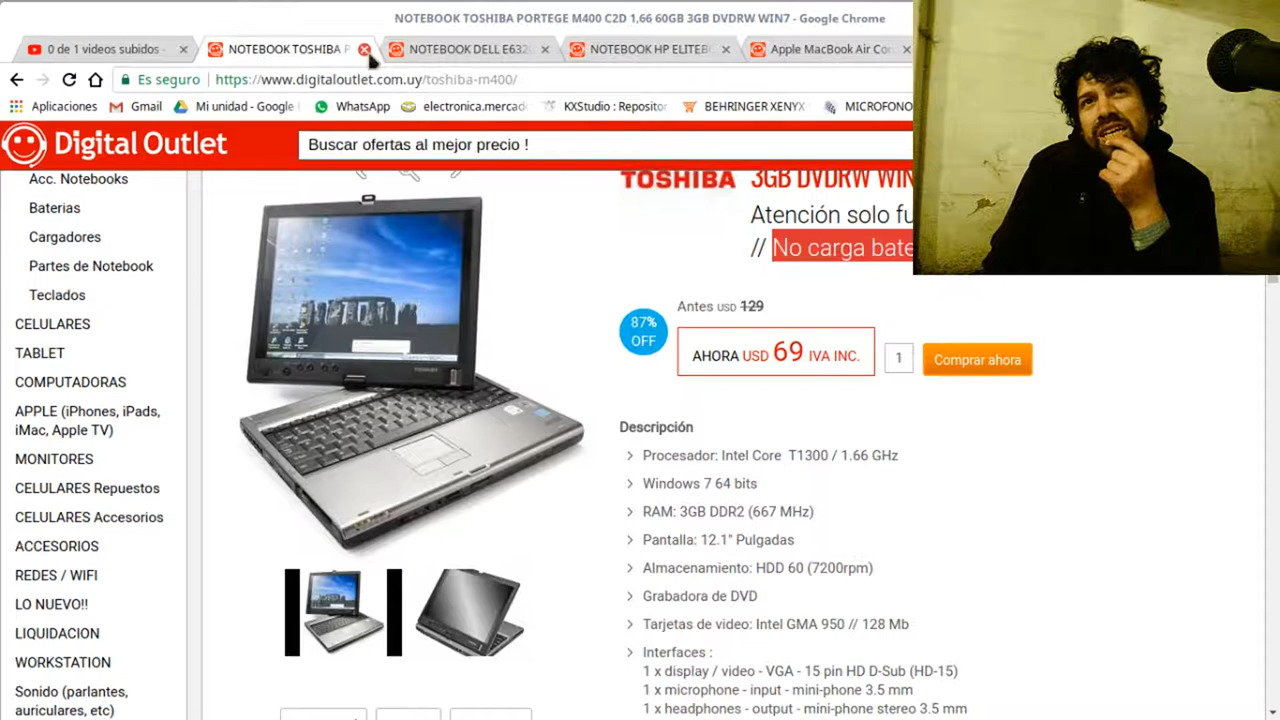 NOTEBOOK TOSHIBA PORTEGE M400 C2D 1,66 60GB 3GB DVDRW WIN7 - Google Chrome
0 de 1 videos subidos -
NOTEBOOK TOSHIBA P
NOTEBOOK DELL E632
NOTEBOOK HP ELITEB
Apple MacBook Air Cor
Es seguro
https://www.digitaloutlet.com.uy/toshiba-m400/
Aplicaciones
Gmail
Mi unidad - Google
WhatsApp
electronica.mercad
KXStudio : Repositor
BEHRINGER XENYX
MICROFONO
Digital Outlet
Buscar ofertas al mejor precio !
Acc. Notebooks
Baterias
Cargadores
Partes de Notebook
Teclados
CELULARES
TABLET
COMPUTADORAS
APPLE (iPhones, iPads,
iMac, Apple TV)
MONITORES
CELULARES Repuestos
CELULARES Accesorios
ACCESORIOS
REDES / WIFI
LO NUEVO!!
LIQUIDACION
WORKSTATION
Sonido (parlantes,
auriculares, etc)
TOSHIBA
TOSHIBA
3GB DVDRW WIN
Atención solo fu
// No carga bate
87%
OFF
Antes USD 129
AHORA USD 69 IVA INC.
1
Comprar ahora
Descripción
Procesador: Intel Core T1300 / 1.66 GHz
Windows 7 64 bits
RAM: 3GB DDR2 (667 MHz)
Pantalla: 12.1" Pulgadas
Almacenamiento: HDD 60 (7200rpm)
Grabadora de DVD
Tarjetas de video: Intel GMA 950 // 128 Mb
Interfaces :
1 x display / video - VGA - 15 pin HD D-Sub (HD-15)
1 x microphone - input - mini-phone 3.5 mm
1 x headphones - output - mini-phone stereo 3.5 mm